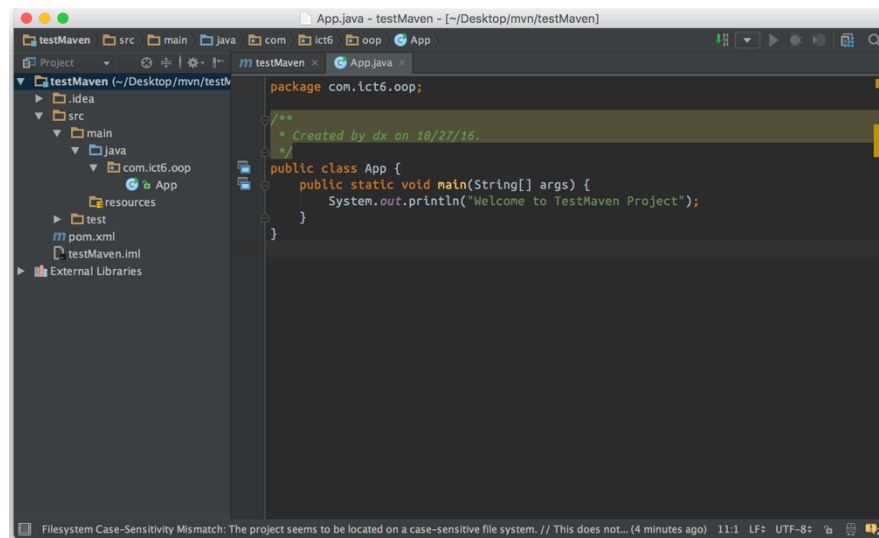 App.java - testMaven - [~/Desktop/mvn/testMaven]
testMaven src main java com ict6 oop App
Project
testMaven App.java
testMaven (~/Desktop/mvn/testM
.idea
src
main
java
com.ict6.oop
App
resources
test
pom.xml
testMaven.iml
External Libraries
package com.ict6.oop;
/**
* Created by dx on 10/27/16.
*/
public class App {
public static void main(String[] args) {
System.out.println("Welcome to TestMaven Project");
}
}
Filesystem Case-Sensitivity Mismatch: The project seems to be located on a case-sensitive file system. // This does not... (4 minutes ago) 11:1 LF UTF-8